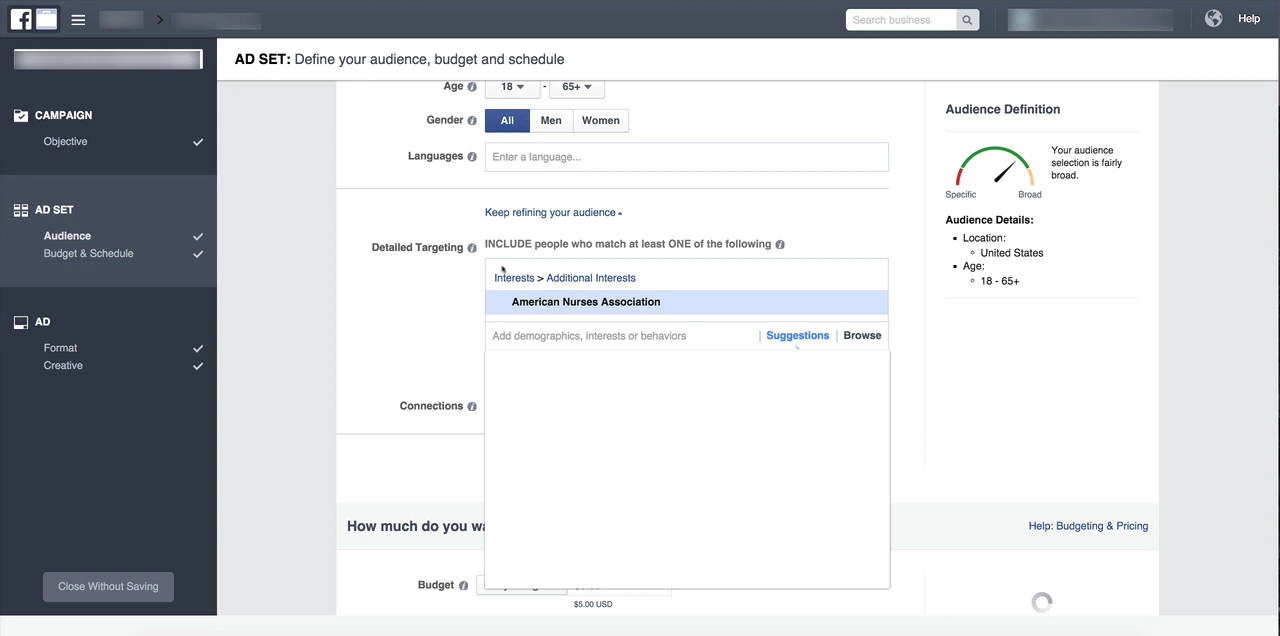 Search business
Help
AD SET: Define your audience, budget and schedule
CAMPAIGN
Objective
AD SET
Audience
Budget & Schedule
AD
Format
Creative
Close Without Saving
Age
18
-
65+
Gender
All
Men
Women
Languages
Enter a language...
Keep refining your audience
Detailed Targeting
INCLUDE people who match at least ONE of the following
Interests > Additional Interests
American Nurses Association
Add demographics, interests or behaviors
Suggestions
Browse
Connections
How much do you
Help: Budgeting & Pricing
Budget
$5.00 USD
Audience Definition
Specific
Broad
Your audience
selection is fairly
broad.
Audience Details:
Location:
United States
Age:
18 - 65+